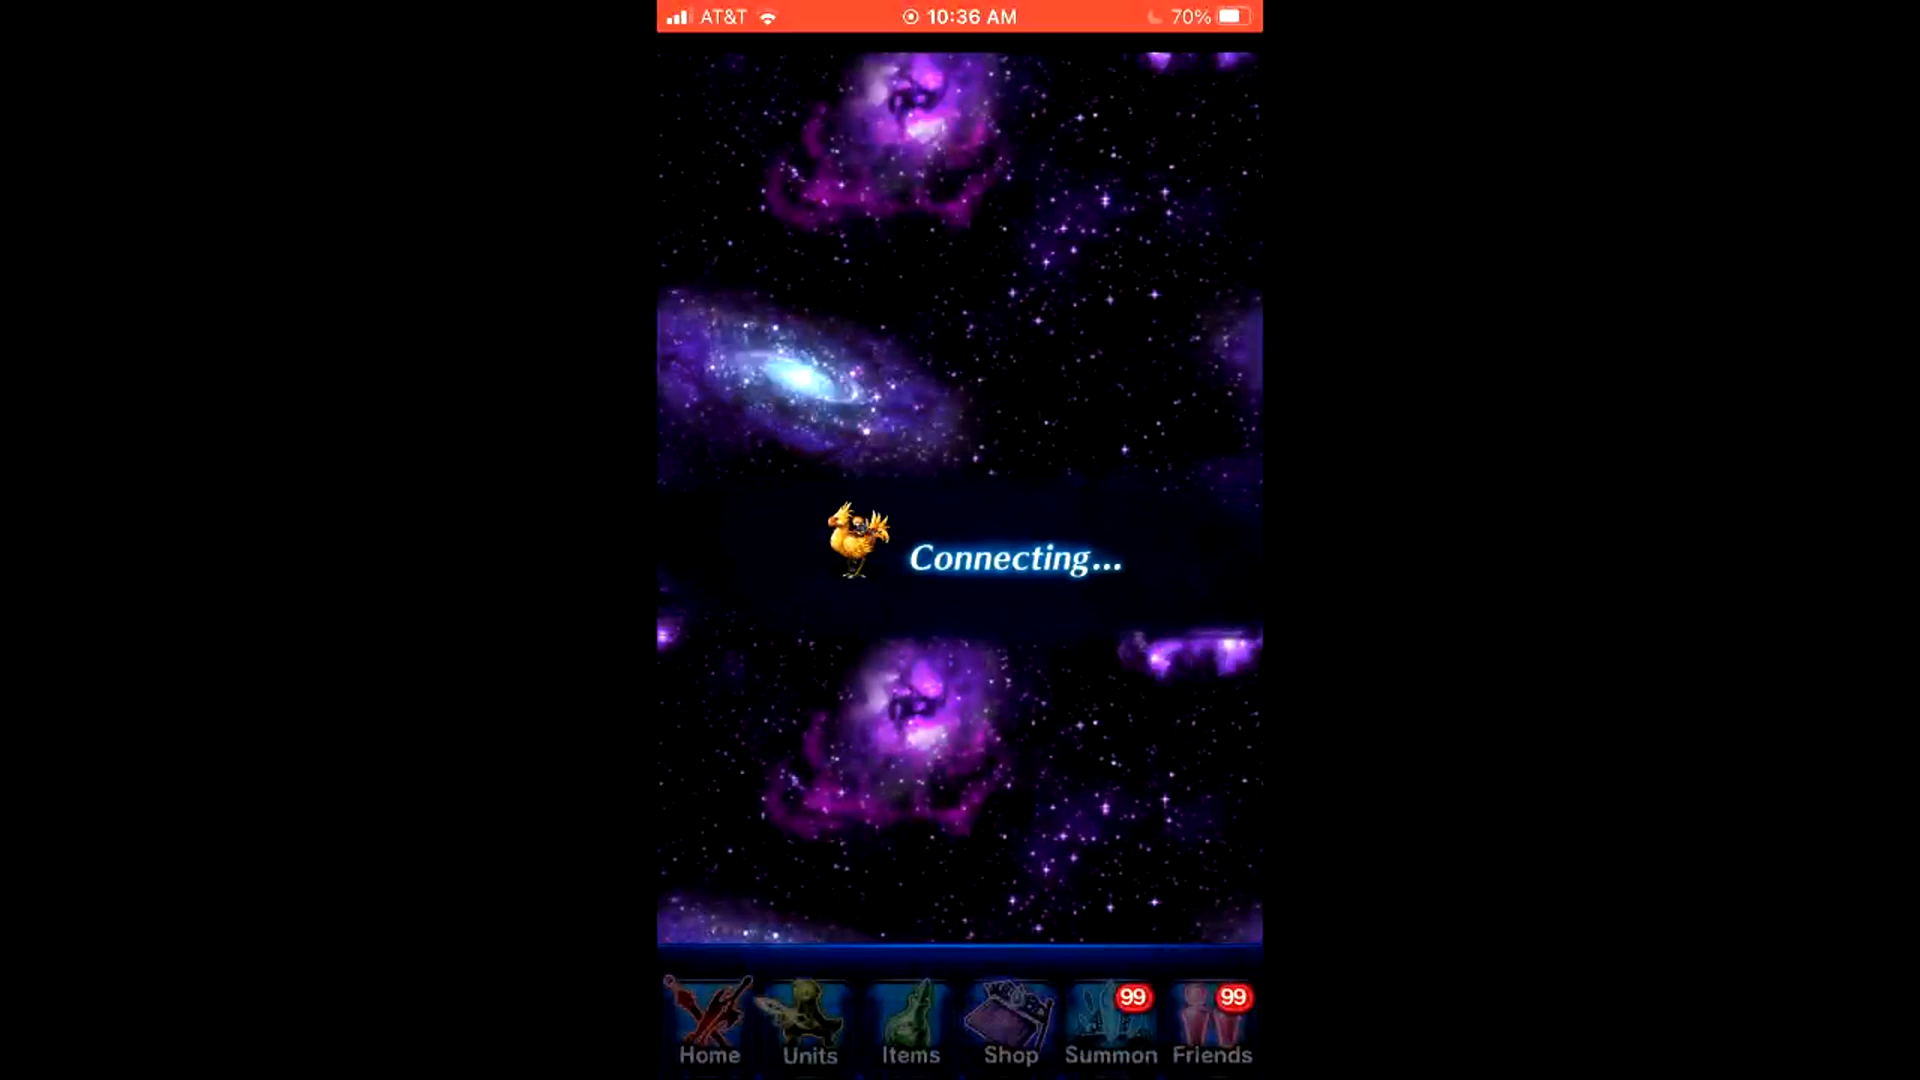 AT&T 10:36 AM 70%
Connecting...
99 99
Home Units Items Shop Summon Friends